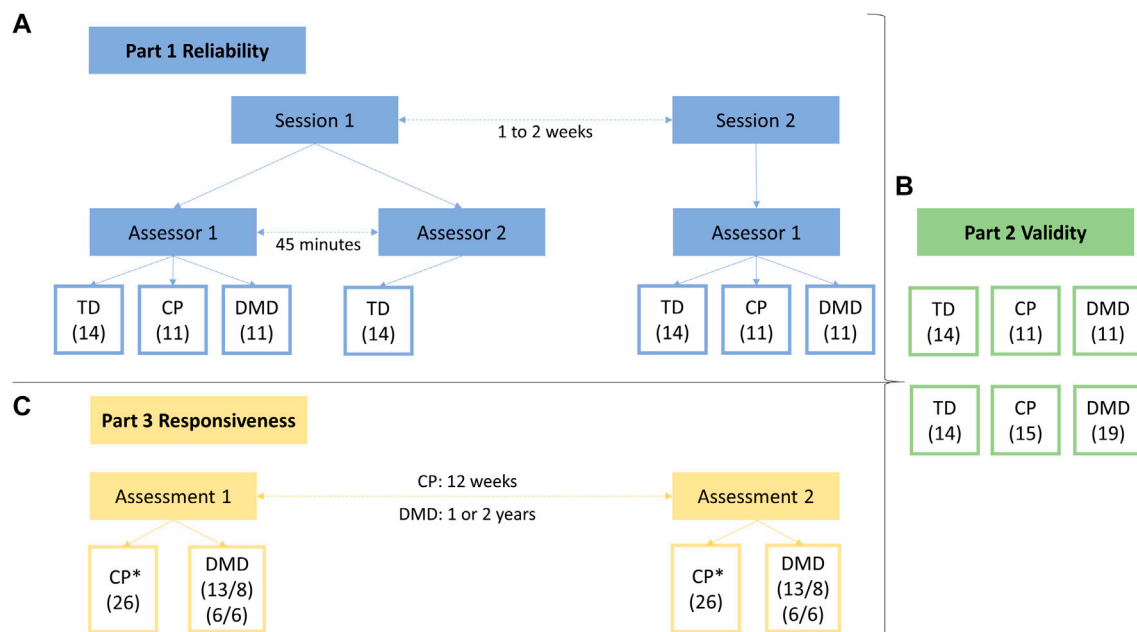 A
Part 1 Reliability
Session 1
1 to 2 weeks
Session 2
Assessor 1
45 minutes
Assessor 2
Assessor 1
TD
(14)
CP
(11)
DMD
(11)
TD
(14)
TD
(14)
CP
(11)
DMD
(11)
B
Part 2 Validity
TD
(14)
CP
(11)
DMD
(11)
TD
(14)
CP
(15)
DMD
(19)
C
Part 3 Responsiveness
Assessment 1
CP: 12 weeks
DMD: 1 or 2 years
Assessment 2
CP*
(26)
DMD
(13/8)
(6/6)
CP*
(26)
DMD
(13/8)
(6/6)